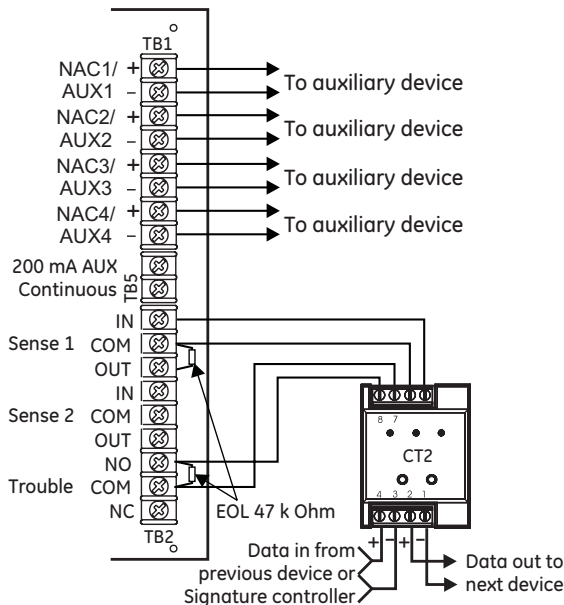 TB1
NAC1/ +
AUX1 –
To auxiliary device
NAC2/ +
AUX2 –
To auxiliary device
NAC3/ +
AUX3 –
To auxiliary device
NAC4/ +
AUX4 –
To auxiliary device
200 mA AUX
Continuous
TB5
IN
Sense 1 COM
OUT
IN
Sense 2 COM
OUT
NO
Trouble COM
NC
TB2
EOL 47 k Ohm
8 7
CT2
4 3 2 1
+ – + –
Data in from
previous device or
Signature controller
Data out to
next device